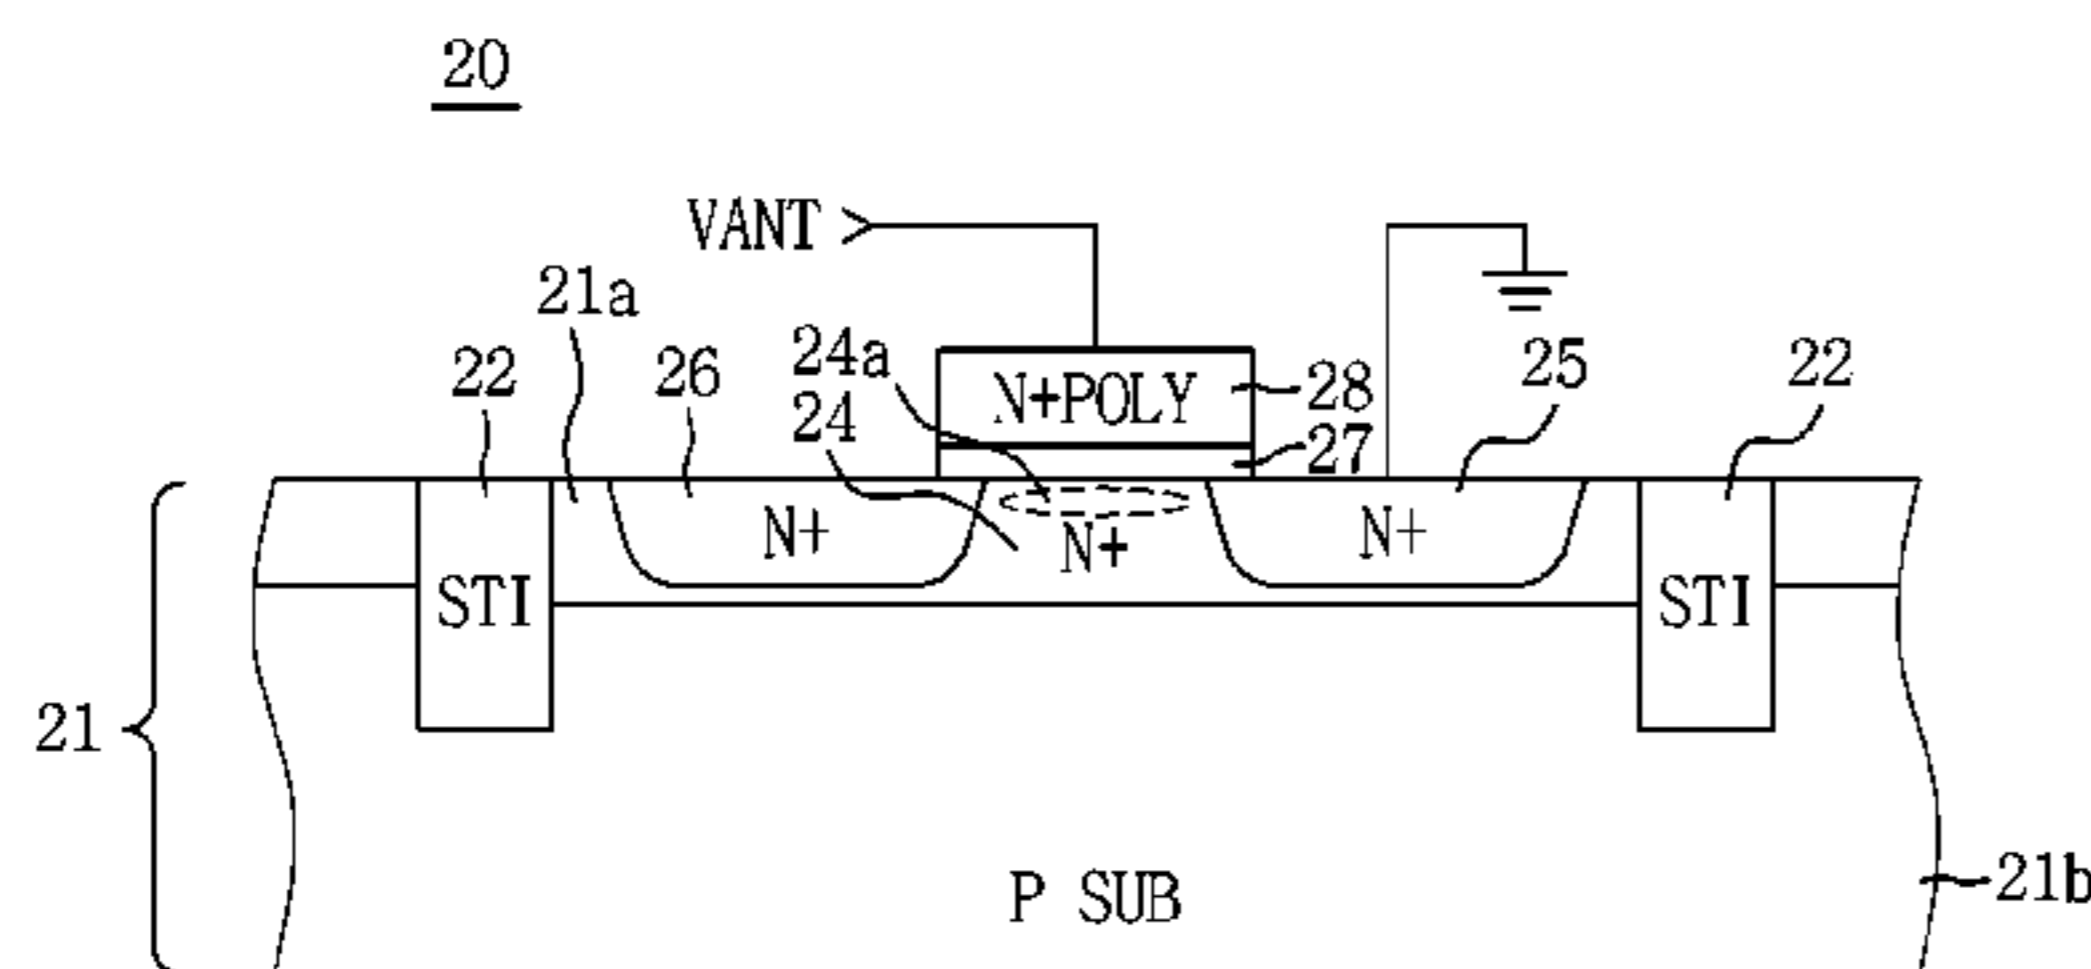 20
VANT
21a
22
26
24a
24
N+POLY
28
27
25
22
N+
N+
N+
STI
STI
21
P SUB
21b